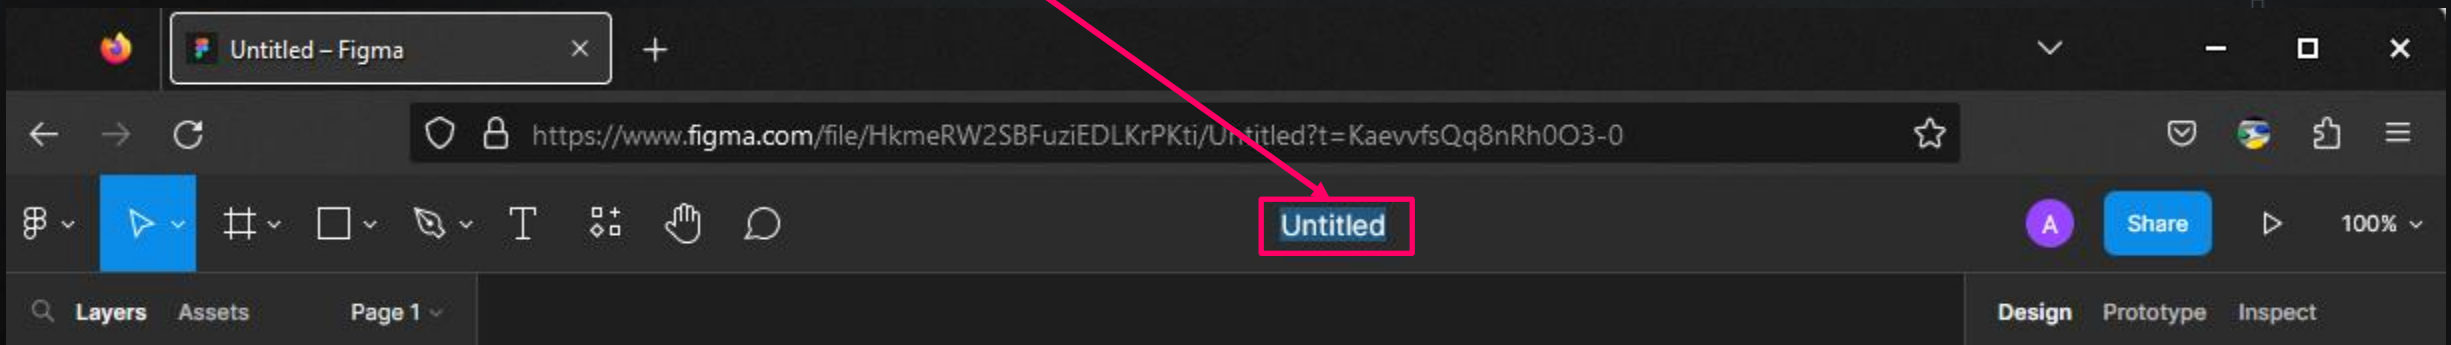 Untitled – Figma
https://www.figma.com/file/HkmeRW2SBFuziEDLKrPKti/Untitled?t=KaevvfsQq8nRh0O3-0
T Untitled A Share 100%
Layers Assets Page 1 Design Prototype Inspect